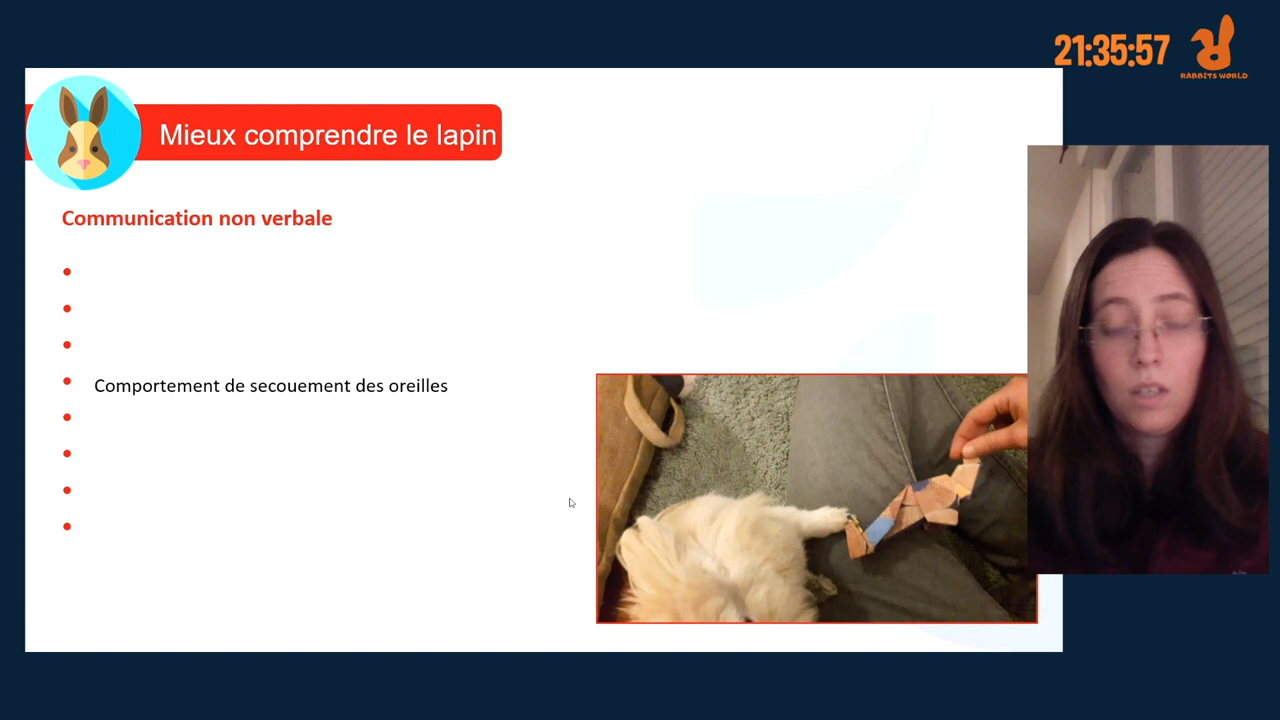 21:35:57
RABBITS WORLD
Mieux comprendre le lapin
Communication non verbale
Comportement de secouement des oreilles